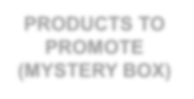 PRODUCTS TO
PROMOTE
(MYSTERY BOX)